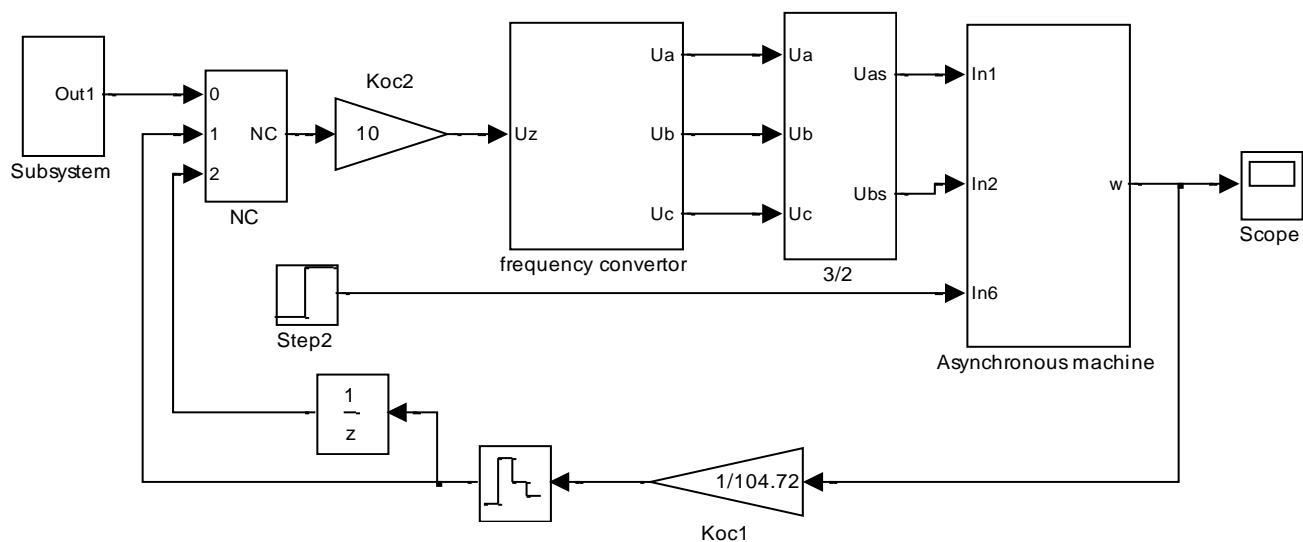 Out1
Subsystem
0
1
2
NC
NC
Koc2
10
Uz
Ua
Ub
Uc
frequency convertor
Ua
Ub
Uc
Uas
Ubs
3/2
In1
In2
In6
w
Asynchronous machine
Scope
Step2
1
z
1/104.72
Koc1